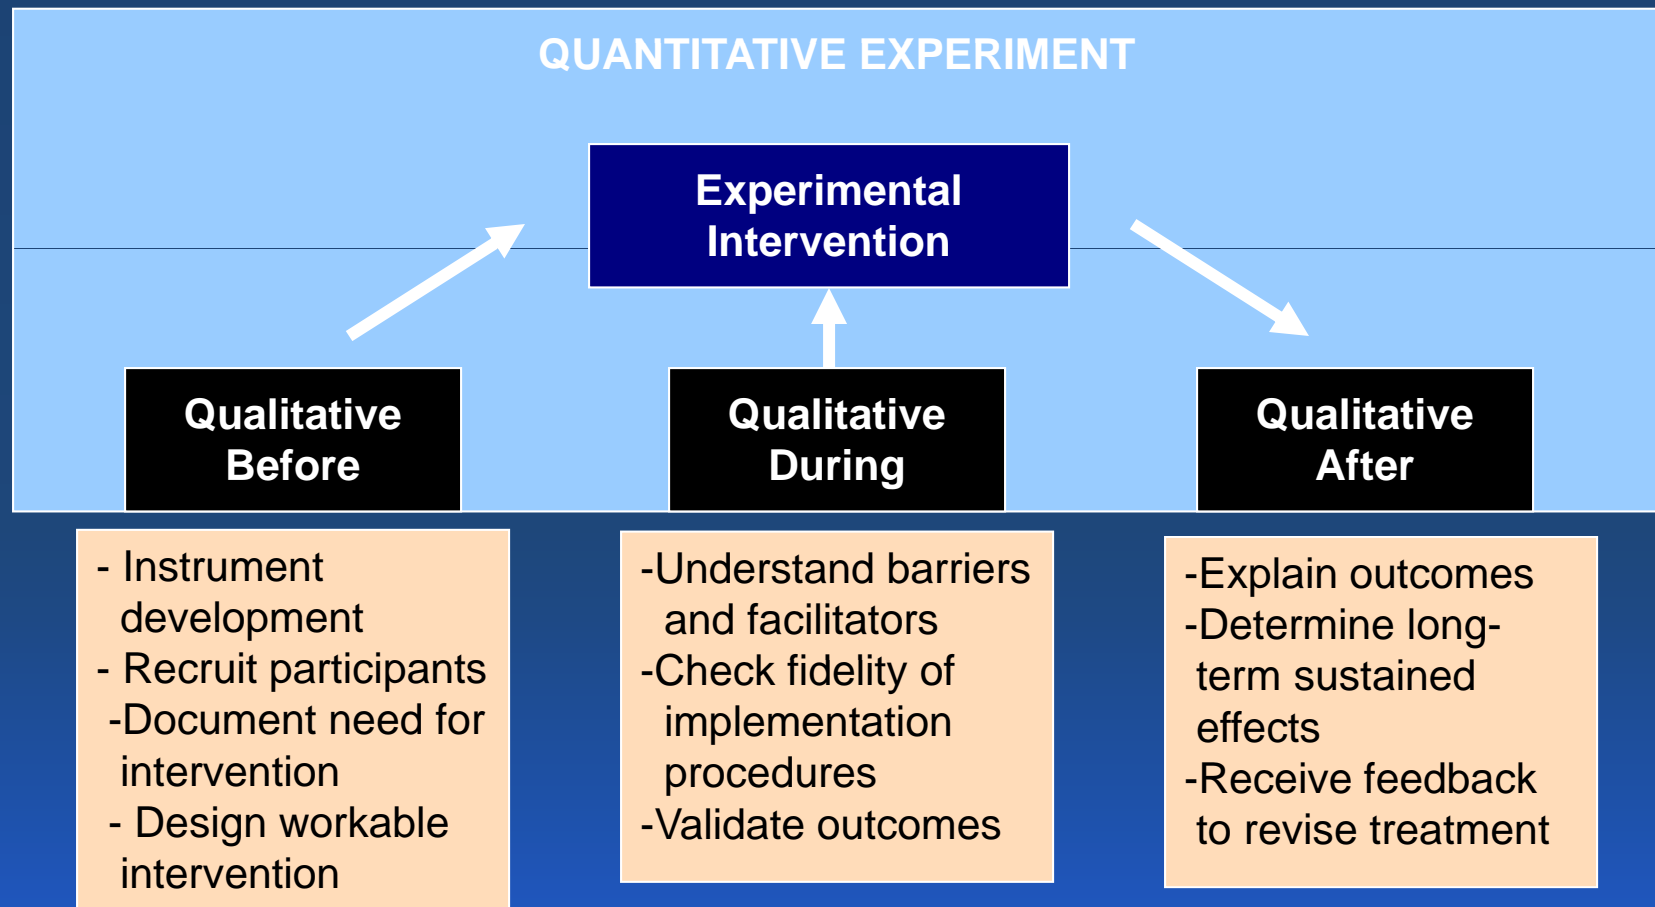 QUANTITATIVE EXPERIMENT
Experimental
Intervention
Qualitative
Before
Qualitative
During
Qualitative
After
- Instrument
development
- Recruit participants
-Document need for
intervention
- Design workable
intervention
-Understand barriers
and facilitators
-Check fidelity of
implementation
procedures
-Validate outcomes
-Explain outcomes
-Determine long-
term sustained
effects
-Receive feedback
to revise treatment